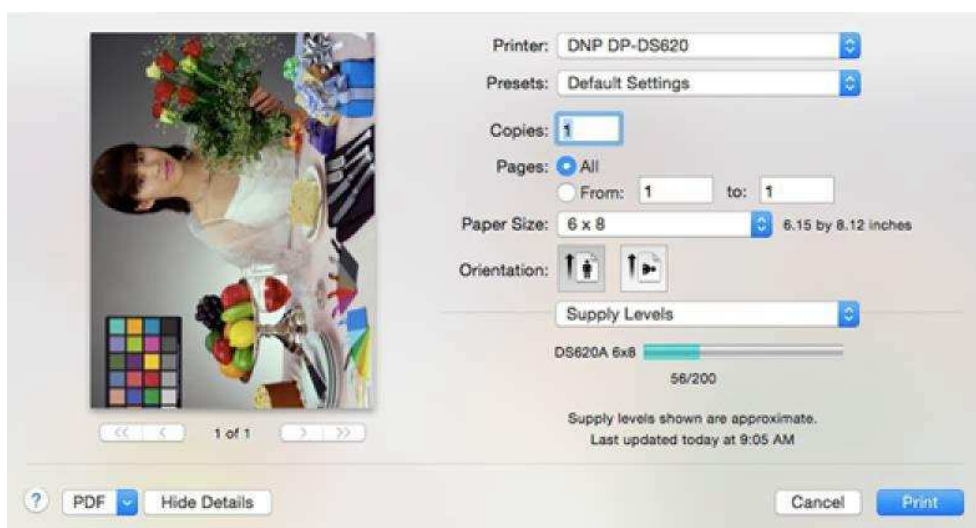 Printer: DNP DP-DS620
Presets: Default Settings
Copies: 1
Pages: All
From: 1 to: 1
Paper Size: 6 x 8 6.15 by 8.12 inches
Orientation:
Supply Levels
DS620A 6x8
56/200
Supply levels shown are approximate.
Last updated today at 9:05 AM
<< < 1 of 1 > >>
? PDF Hide Details Cancel Print